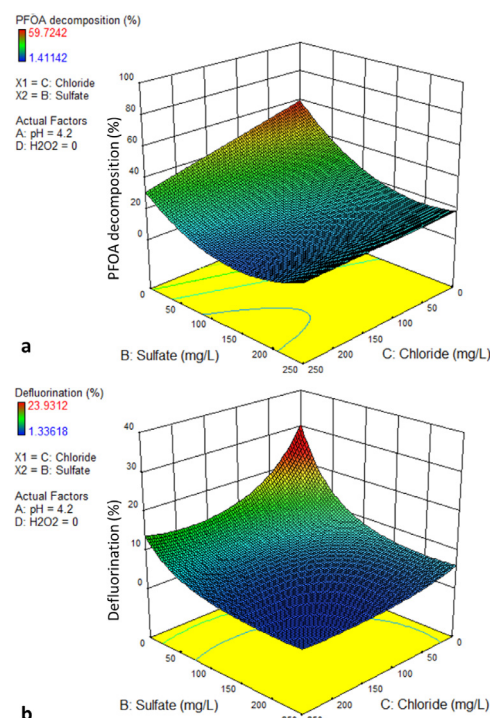 PFOA decomposition (%)
59.7242
1.41142
X1 = C: Chloride
X2 = B: Sulfate
Actual Factors
A: pH = 4.2
D: H2O2 = 0
PFOA decomposition (%)
100
80
60
40
20
0
0
50
100
150
200
250
250
200
150
100
50
0
B: Sulfate (mg/L)
C: Chloride (mg/L)
a
Defluorination (%)
23.9312
1.33618
X1 = C: Chloride
X2 = B: Sulfate
Actual Factors
A: pH = 4.2
D: H2O2 = 0
Defluorination (%)
40
30
20
10
0
0
50
100
150
200
200
150
100
50
0
B: Sulfate (mg/L)
C: Chloride (mg/L)
b